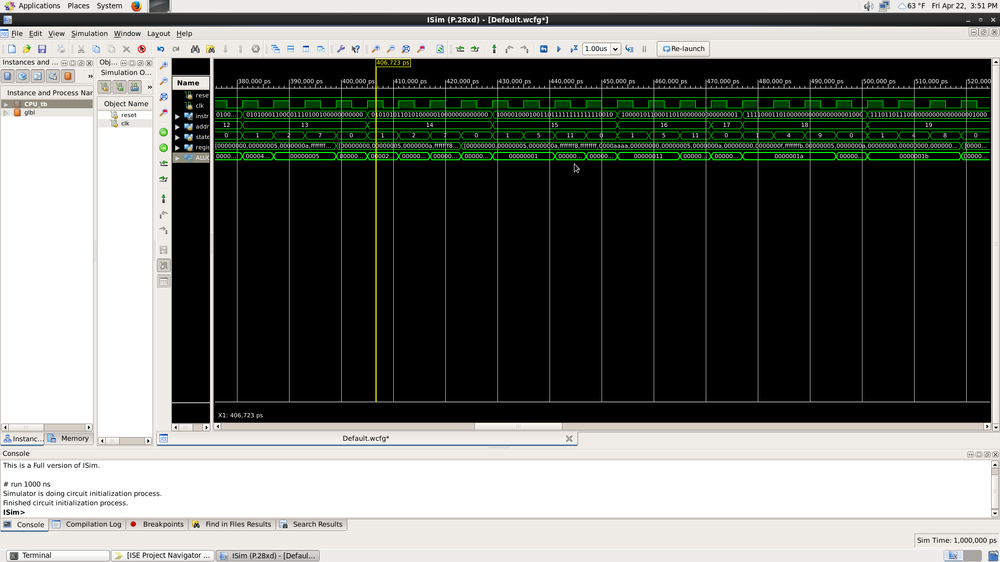 Applications Places System 63 °F Fri Apr 22, 3:51 PM
ISim (P.28xd) - [Default.wcfg*]
File Edit View Simulation Window Layout Help
1.00us Re-launch
Instances and ...
Instance and Process Nar
CPU_tb
glbl
Instanc...
Memory
Obj...
Simulation O...
Object Name
reset
clk
Name
rese
clk
instr
addr
state
regis
ALUC
406,723 ps
380,000 ps 390,000 ps 400,000 ps 410,000 ps 420,000 ps 430,000 ps 440,000 ps 450,000 ps 460,000 ps 470,000 ps 480,000 ps 490,000 ps 500,000 ps 510,000 ps 520,000
12 13 14 15 16 17 18 19
0 1 2 7 0 1 2 7 0 1 5 11 0 1 5 11 0 1 4 9 0 1 4 8 0
[00000000,00000005,0000000a,fffffff... [00000000,00000005,0000000a,ffffff8... [00000000,00000005,0000000a,fffffff8,ffffffff,0000aaaa,00000000,00000005,0000000a,00000000,0000000f,fffffffb,00000005,0000000a,00000000,00000000,000000... [0000...
0000... 00004... 00000005 00000... 00002... 00000... 00000... 00000... 00000001 00000... 00000... 00000011 00000... 00000... 0000001a 00000... 0000001b 00000...
X1: 406,723 ps
Default.wcfg*
Console
This is a Full version of ISim.
# run 1000 ns
Simulator is doing circuit initialization process.
Finished circuit initialization process.
ISim>
Console Compilation Log Breakpoints Find in Files Results Search Results
Sim Time: 1,000,000 ps
Terminal [ISE Project Navigator ... ISim (P.28xd) - [Defaul...